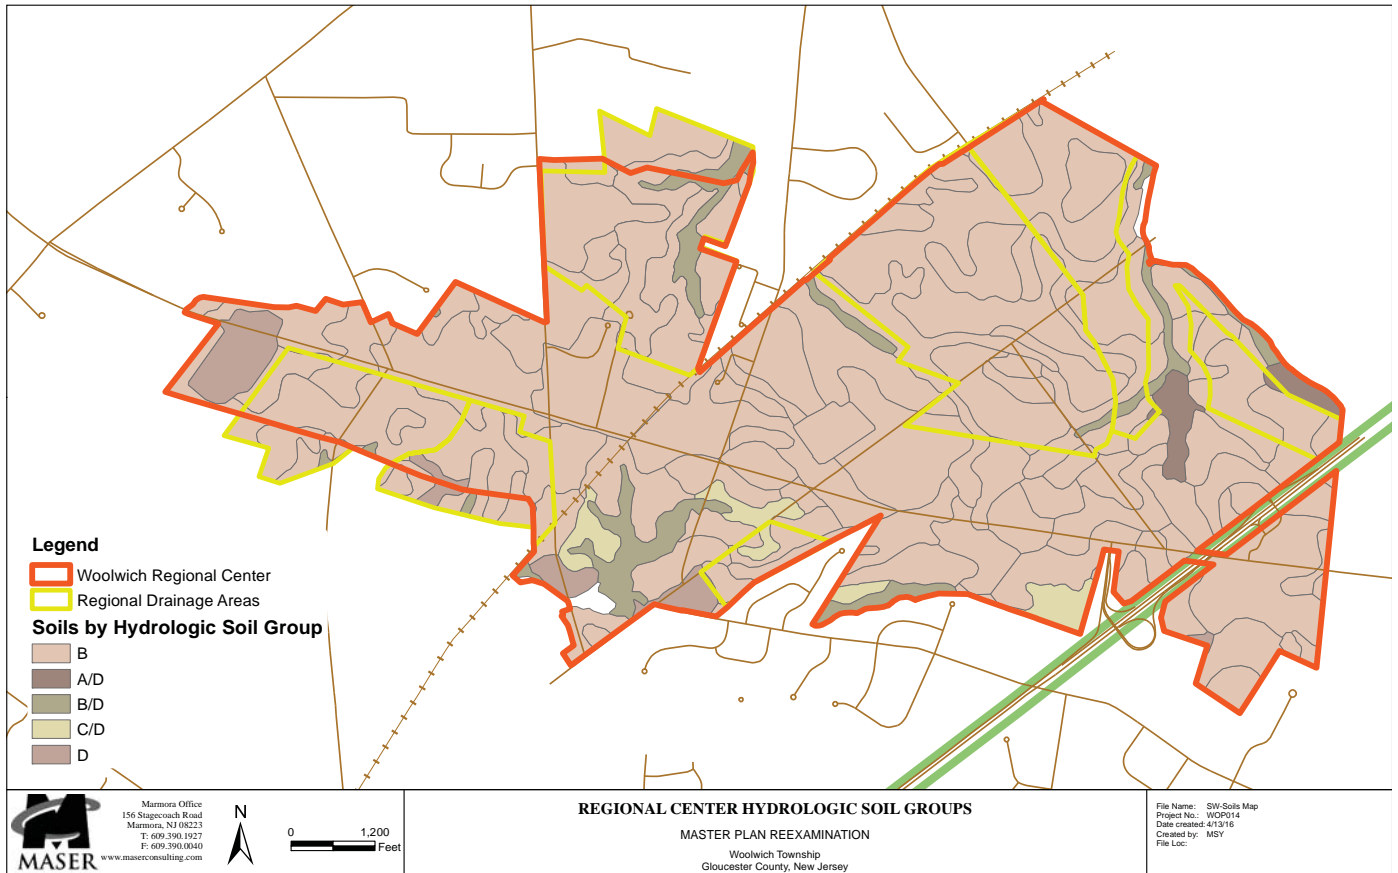 Legend
Woolwich Regional Center
Regional Drainage Areas
Soils by Hydrologic Soil Group
B
A/D
B/D
C/D
D
MASER
Marmora Office
156 Stagecoach Road
Marmora, NJ 08223
T: 609.390.1927
F: 609.390.0040
www.maserconsulting.com
N
0 1,200
Feet
REGIONAL CENTER HYDROLOGIC SOIL GROUPS
MASTER PLAN REEXAMINATION
Woolwich Township
Gloucester County, New Jersey
File Name: SW-Soils Map
Project No.: WOP014
Date created: 4/13/16
Created by: MSY
File Loc: